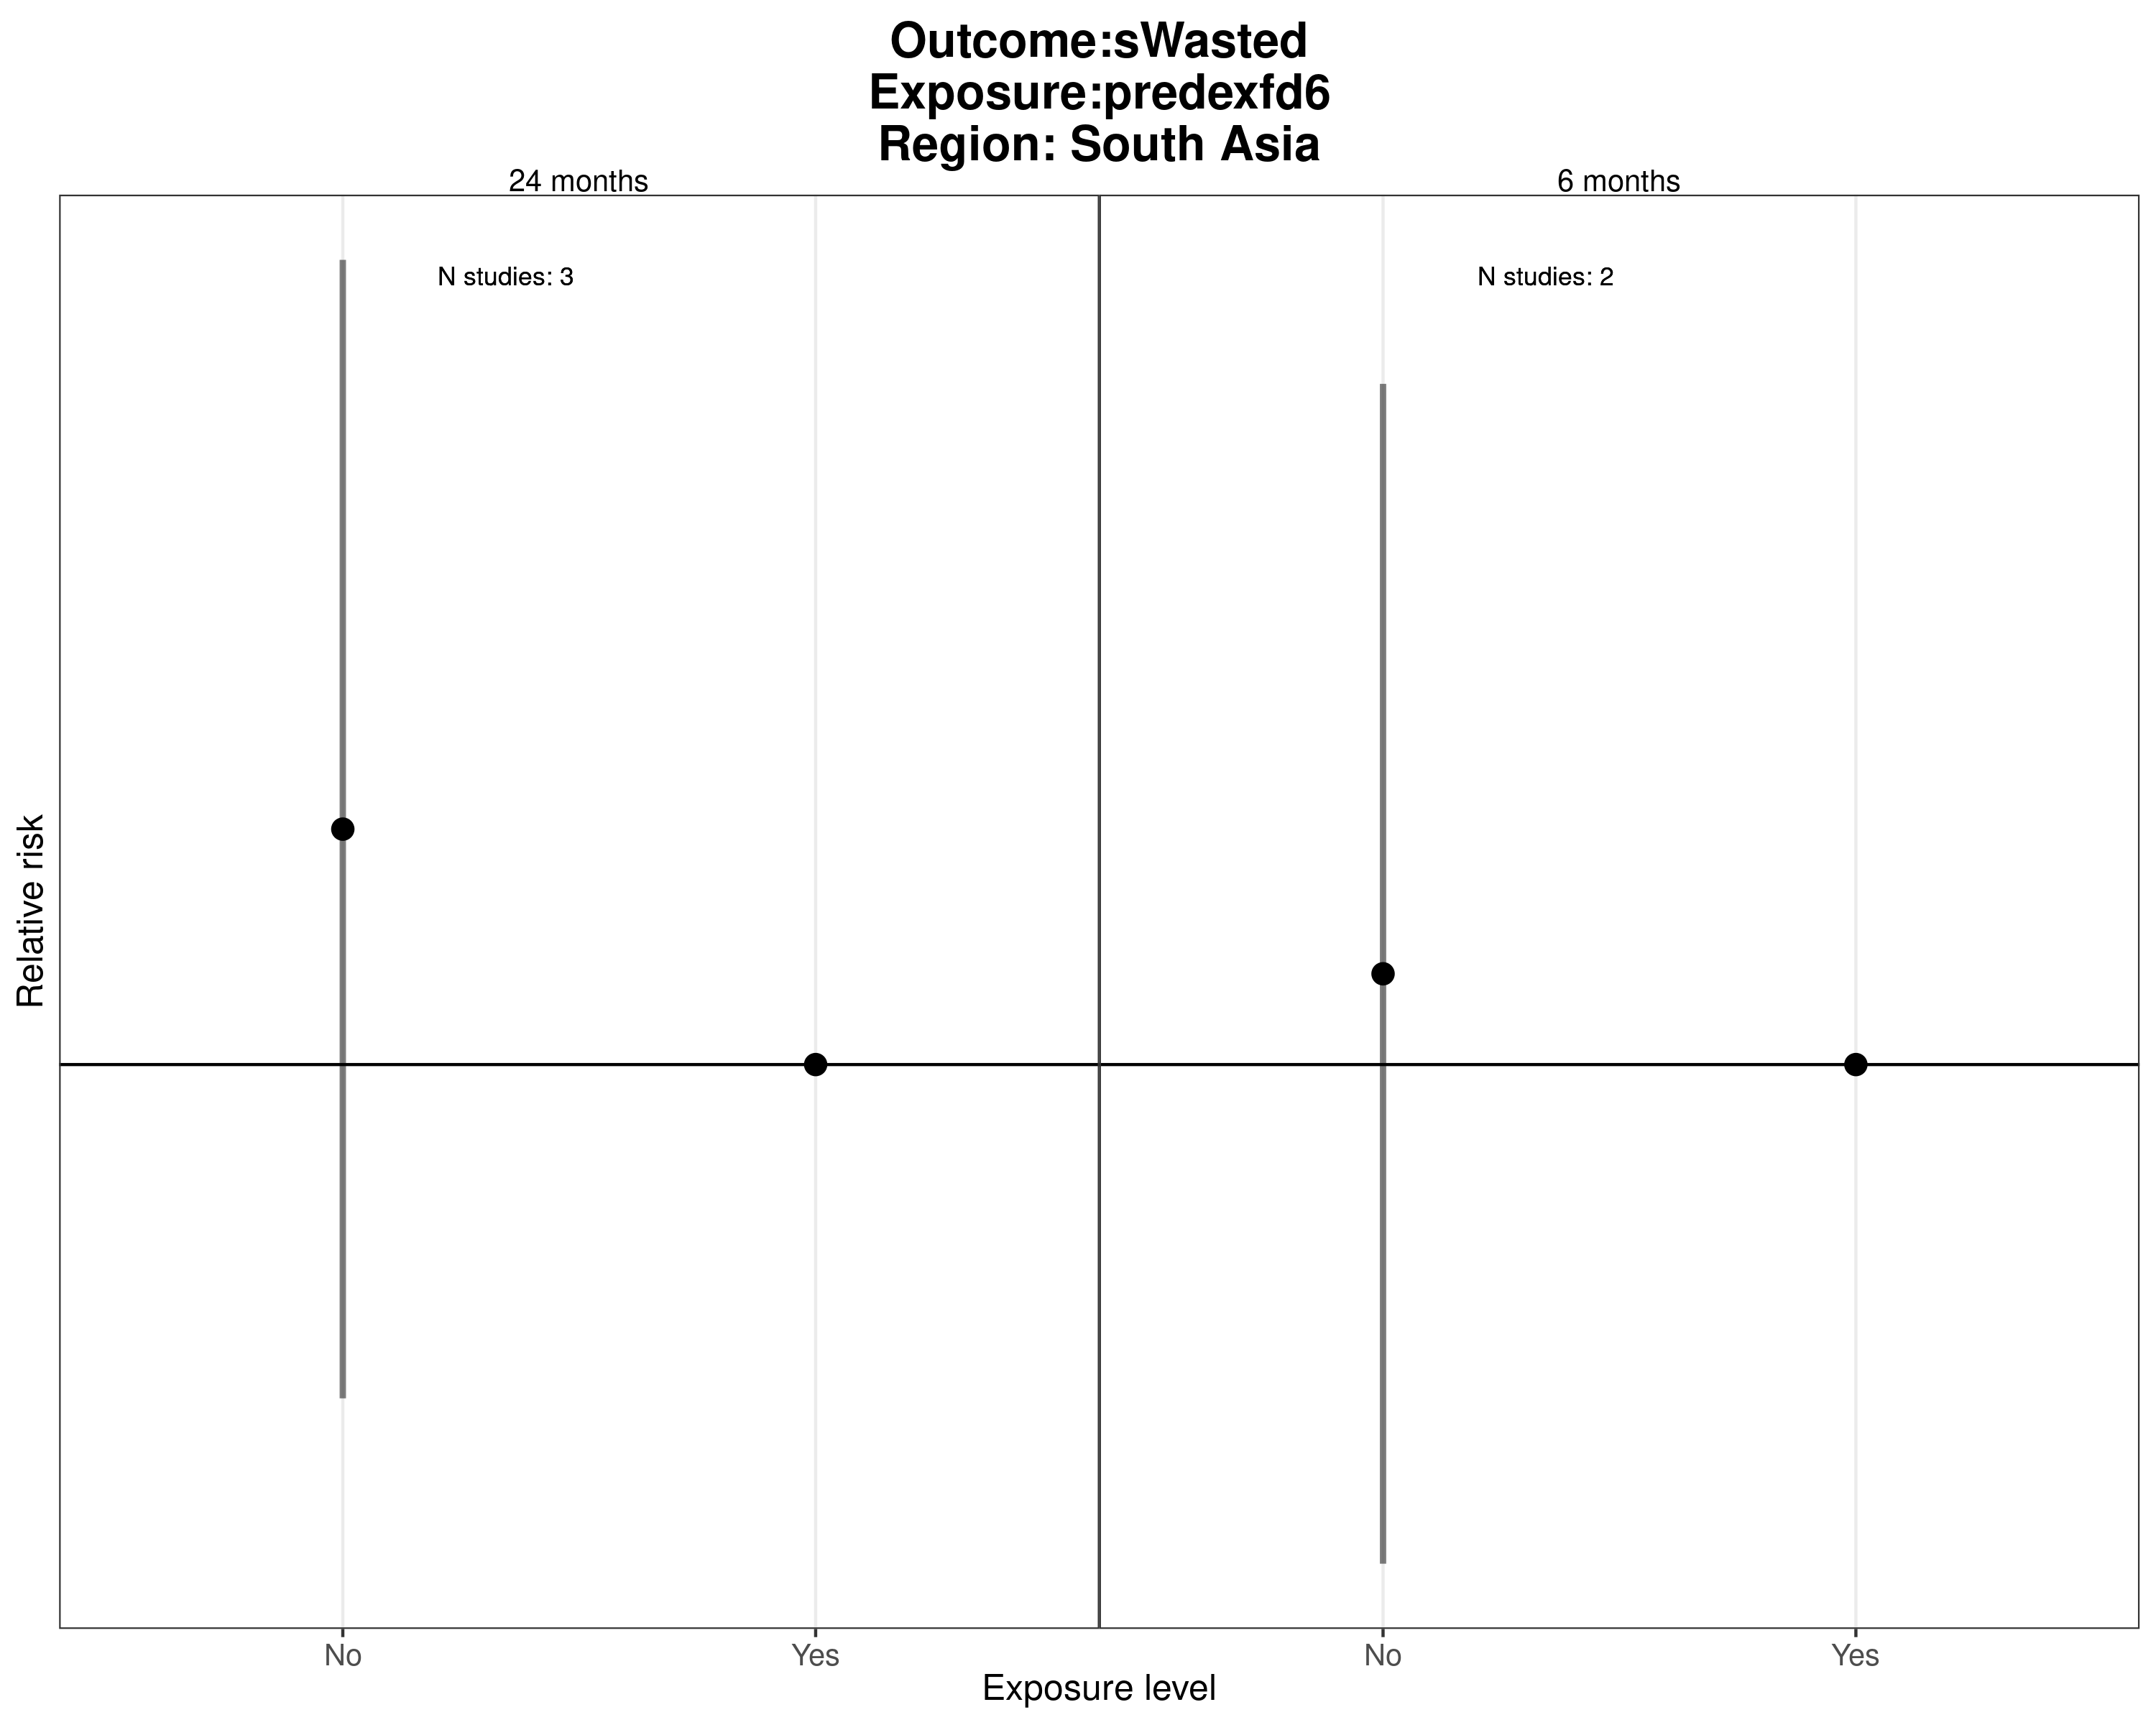 Outcome:sWasted
Exposure:predexfd6
Region: South Asia
24 months
6 months
N studies: 3
N studies: 2
Relative risk
No
Yes
No
Yes
Exposure level